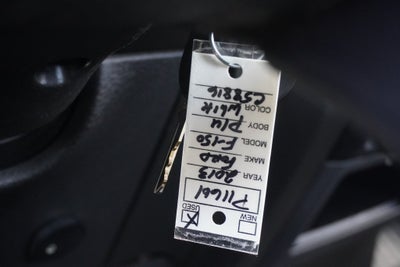 NEW
USED X
P11661
YEAR 2013
MAKE FORD
MODEL F-150
BODY P/U
COLOR White
C58816